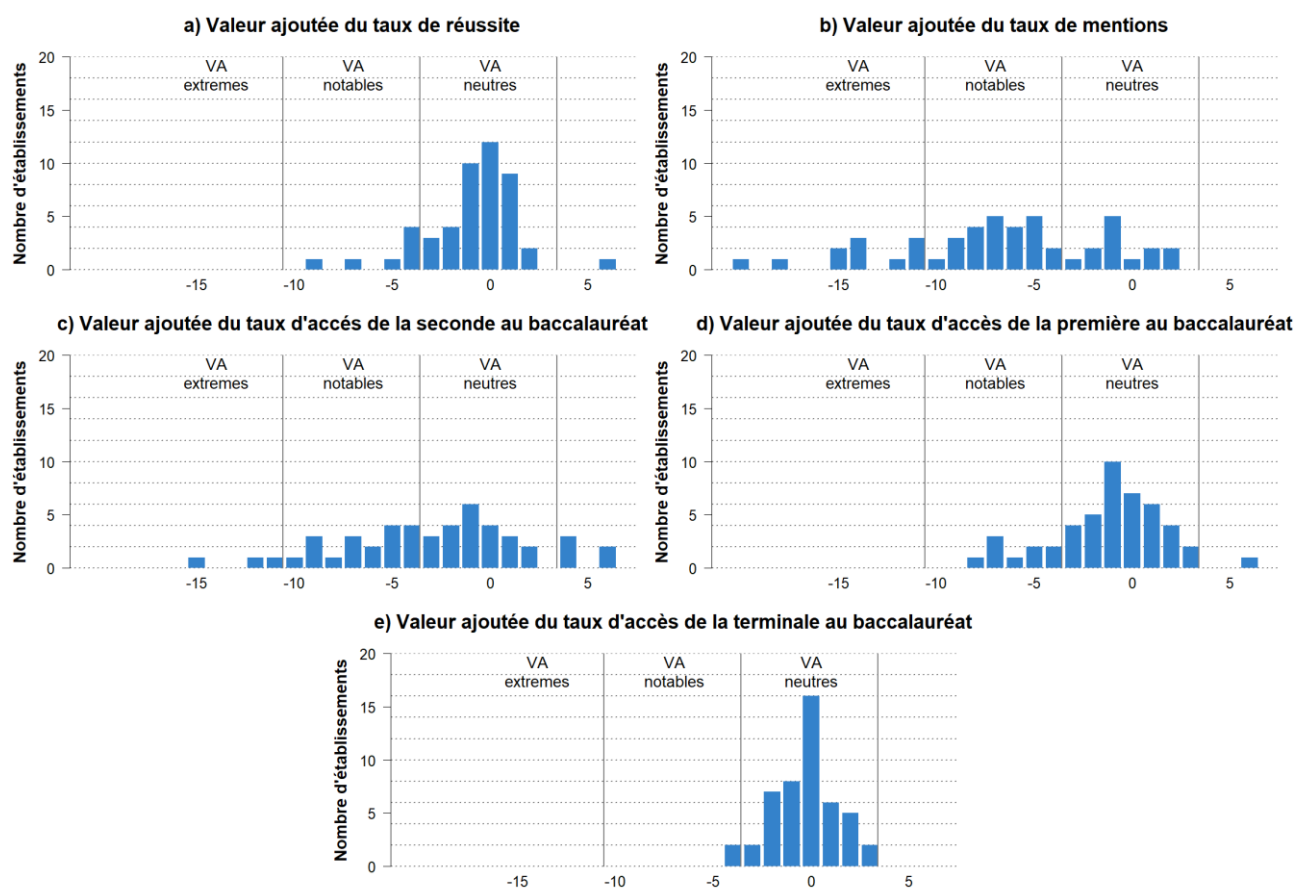 a) Valeur ajoutée du taux de réussite
Nombre d'établissements
20
15
10
5
0
VA
extremes
VA
notables
VA
neutres
-15
-10
-5
0
5
b) Valeur ajoutée du taux de mentions
Nombre d'établissements
20
15
10
5
0
VA
extremes
VA
notables
VA
neutres
-15
-10
-5
0
5
c) Valeur ajoutée du taux d'accés de la seconde au baccalauréat
Nombre d'établissements
20
15
10
5
0
VA
extremes
VA
notables
VA
neutres
-15
-10
-5
0
5
d) Valeur ajoutée du taux d'accès de la première au baccalauréat
Nombre d'établissements
20
15
10
5
0
VA
extremes
VA
notables
VA
neutres
-15
-10
-5
0
5
e) Valeur ajoutée du taux d'accès de la terminale au baccalauréat
Nombre d'établissements
20
15
10
5
0
VA
extremes
VA
notables
VA
neutres
-15
-10
-5
0
5